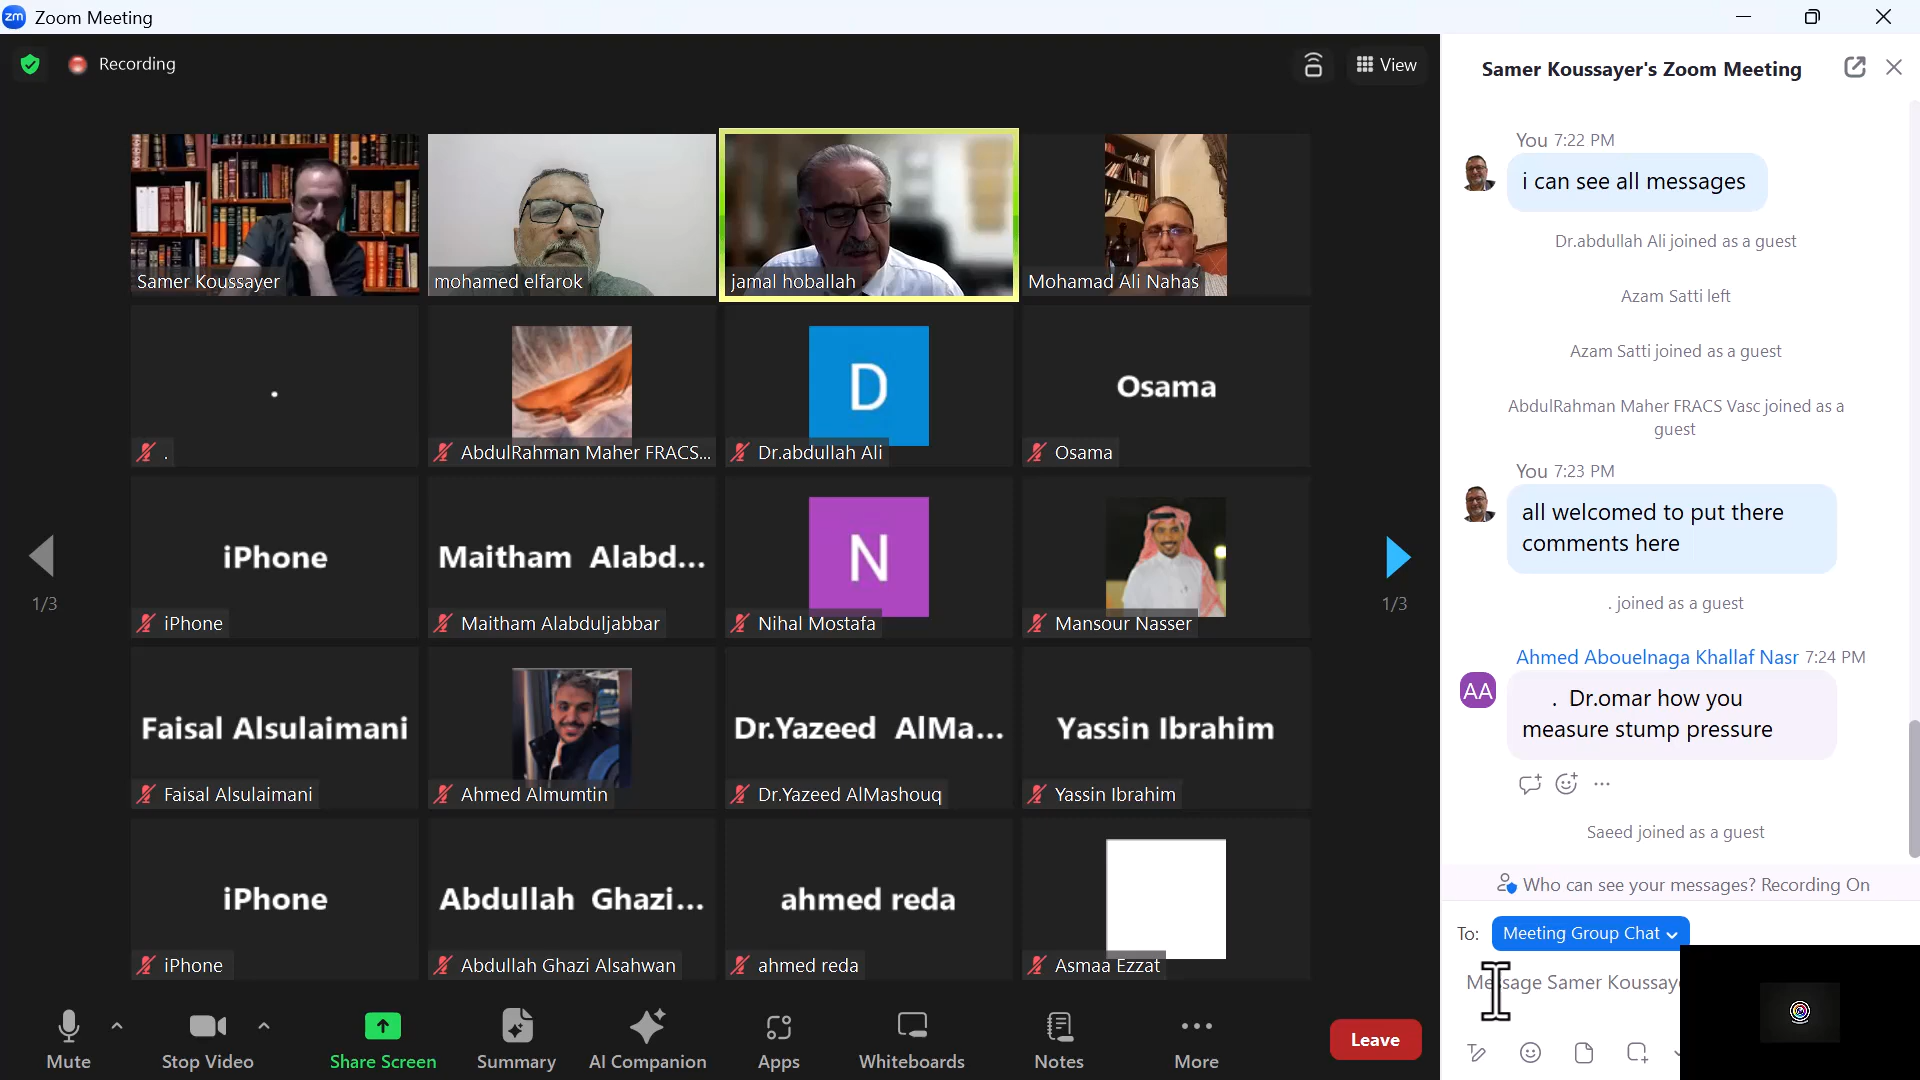 zm Zoom Meeting
Recording
View
Samer Koussayer
mohamed elfarok
jamal hoballah
Mohamad Ali Nahas
.
.
AbdulRahman Maher FRACS...
D
Dr.abdullah Ali
Osama
Osama
iPhone
iPhone
Maitham Alabd...
Maitham Alabduljabbar
N
Nihal Mostafa
Mansour Nasser
1/3
1/3
Faisal Alsulaimani
Faisal Alsulaimani
Ahmed Almumtin
Dr.Yazeed AlMa...
Dr.Yazeed AlMashouq
Yassin Ibrahim
Yassin Ibrahim
iPhone
iPhone
Abdullah Ghazi...
Abdullah Ghazi Alsahwan
ahmed reda
ahmed reda
Asmaa Ezzat
Mute
Stop Video
Share Screen
Summary
AI Companion
Apps
Whiteboards
Notes
More
Leave
Samer Koussayer's Zoom Meeting
You 7:22 PM
i can see all messages
Dr.abdullah Ali joined as a guest
Azam Satti left
Azam Satti joined as a guest
AbdulRahman Maher FRACS Vasc joined as a
guest
You 7:23 PM
all welcomed to put there
comments here
. joined as a guest
Ahmed Abouelnaga Khallaf Nasr 7:24 PM
AA
. Dr.omar how you
measure stump pressure
Saeed joined as a guest
Who can see your messages? Recording On
To: Meeting Group Chat
Message Samer Koussay